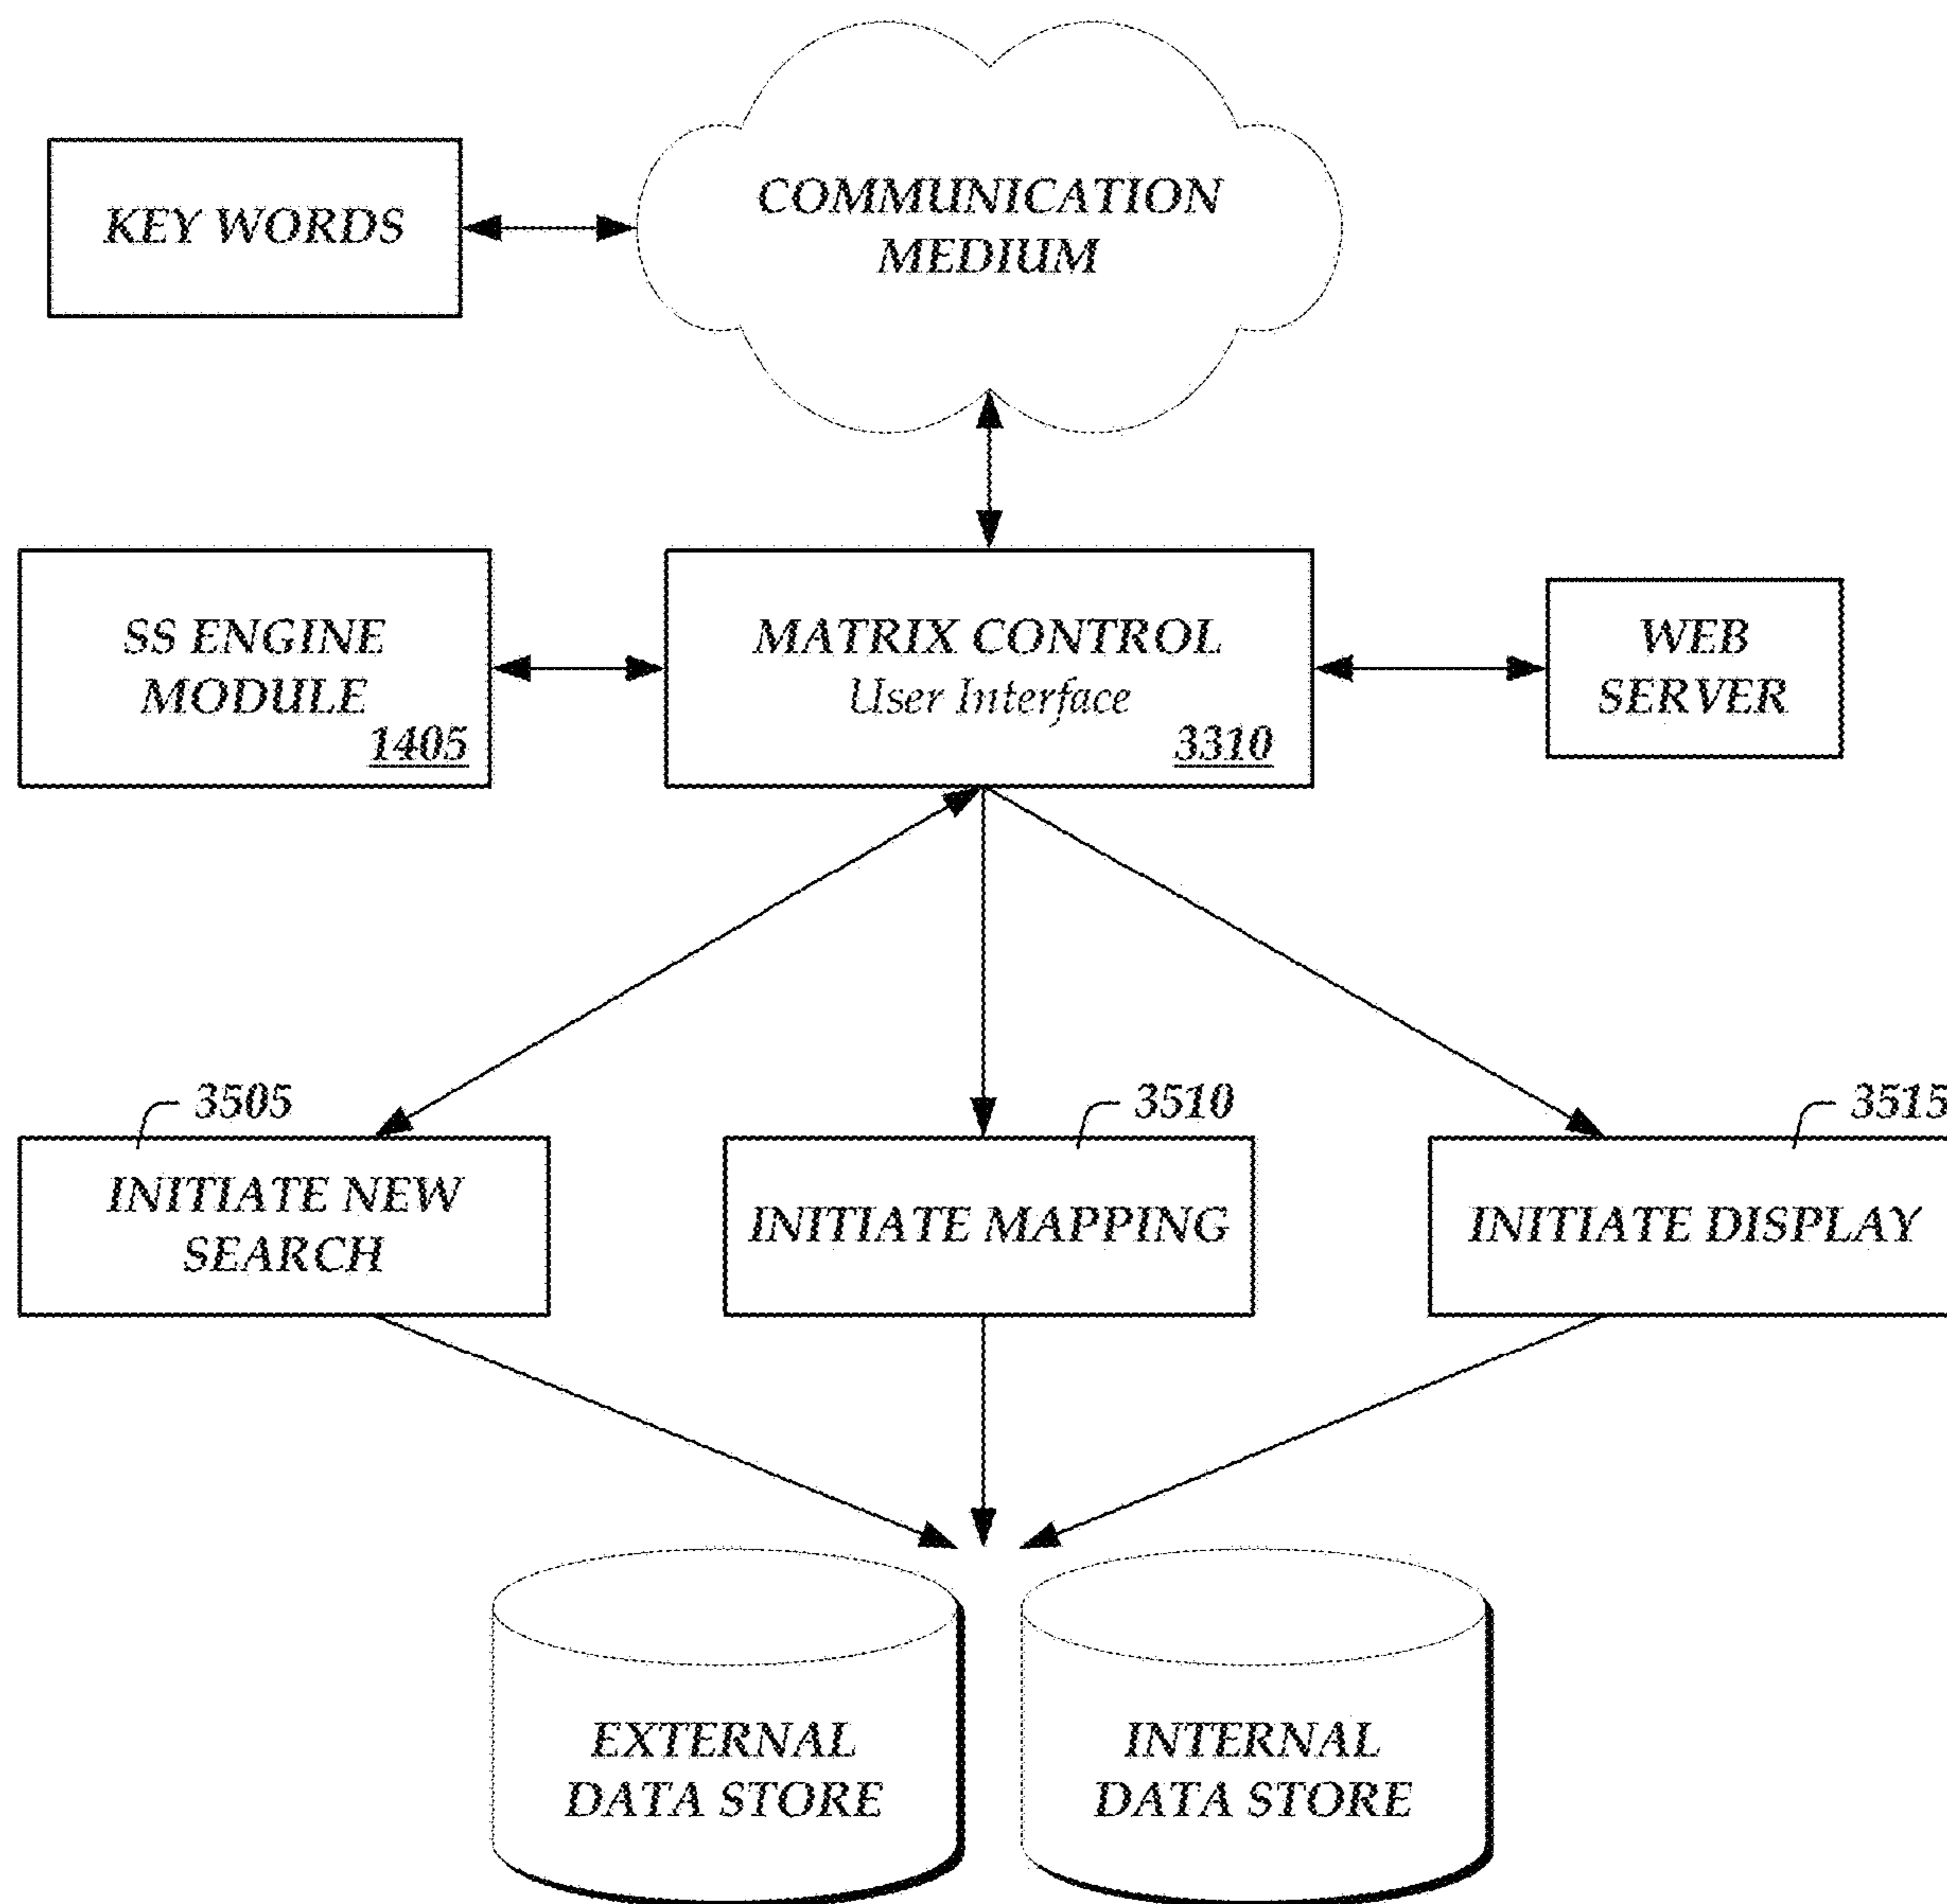 COMMUNICATION
MEDIUM
KEY WORDS
SS ENGINE
MODULE
1405
MATRIX CONTROL
User Interface
3310
WEB
SERVER
3505
INITIATE NEW
SEARCH
3510
INITIATE MAPPING
3515
INITIATE DISPLAY
EXTERNAL
DATA STORE
INTERNAL
DATA STORE